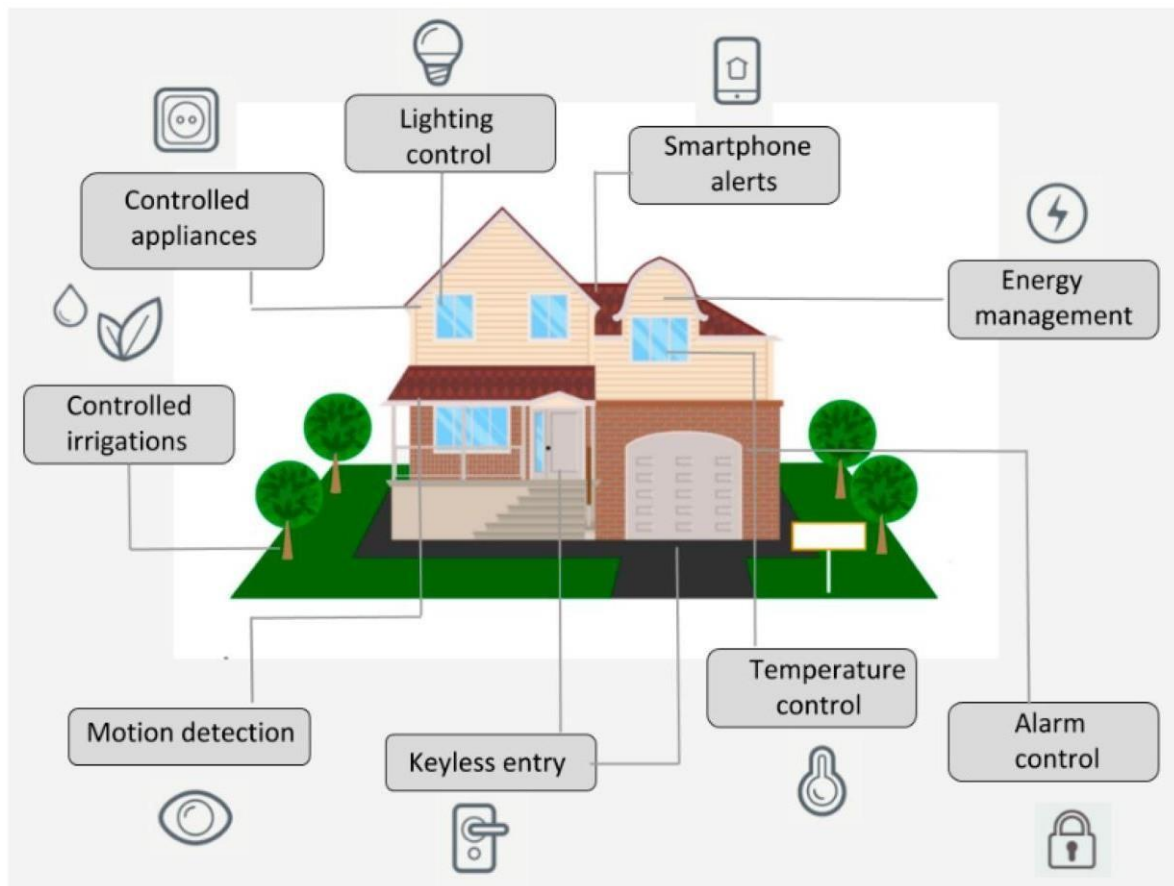 Lighting
control
Smartphone
alerts
Controlled
appliances
Energy
management
Controlled
irrigations
Temperature
control
Motion detection
Keyless entry
Alarm
control